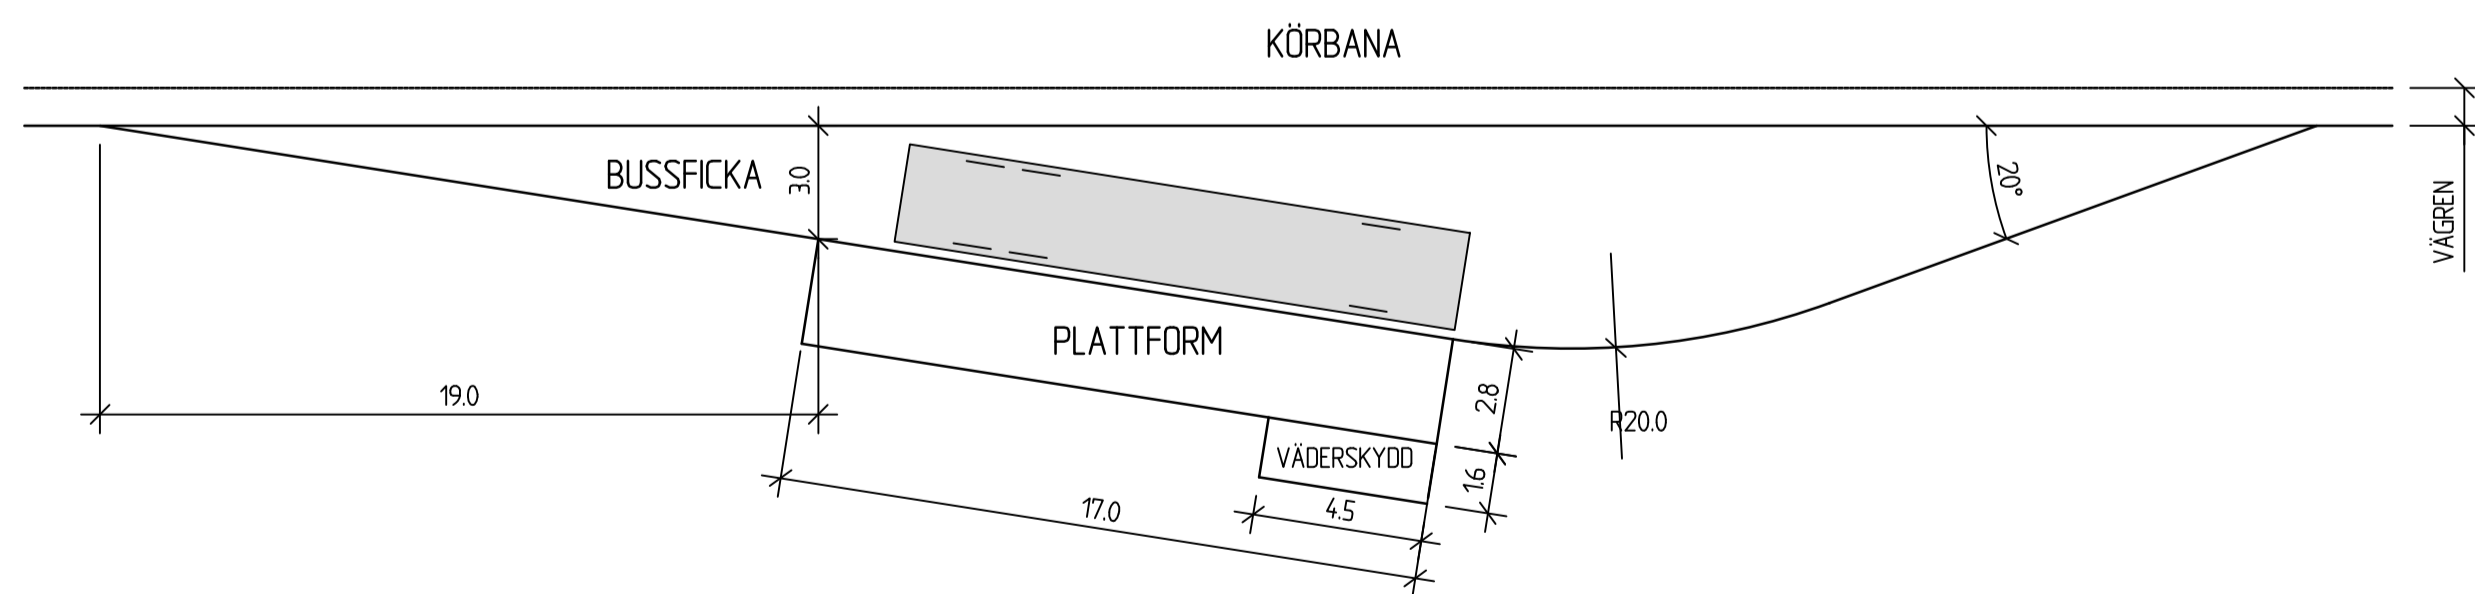 KÖRBANA
BUSSFICKA
3.0
20°
VÄGREN
PLATTFORM
19.0
2.8
R20.0
VÄDERSKYDD
1.6
4.5
17.0